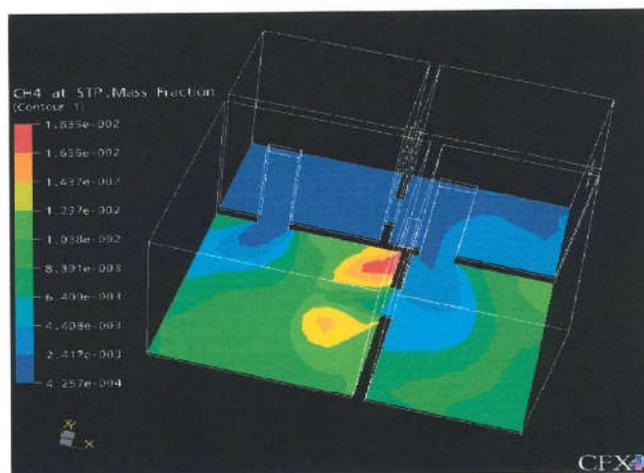 CH4 at STP.Mass Fraction
(Contour 1)
1.835e-002
1.636e-002
1.437e-002
1.237e-002
1.038e-002
8.391e-003
6.400e-003
4.408e-003
2.417e-003
4.257e-004
X
CFX